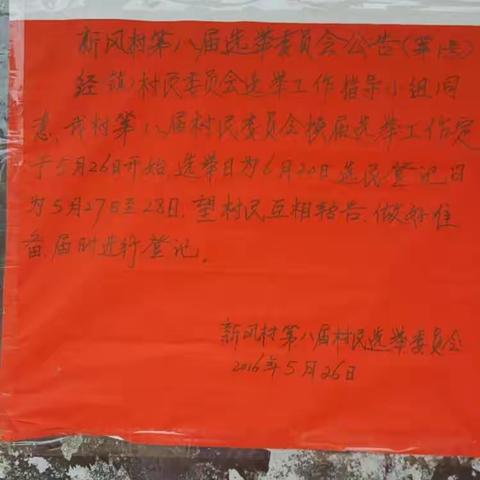 新风村第八届选举委员会公告(第1号)
经镇村民委员会选举工作指导小组同
意、我村第八届村民委员会换届选举工作定
于5月26日开始.选举日为6月20日选民登记日
为5月27日至28日.望村民互相转告.做好准
备.届时进行登记。
新风村第八届村民选举委员会
2016年5月26日